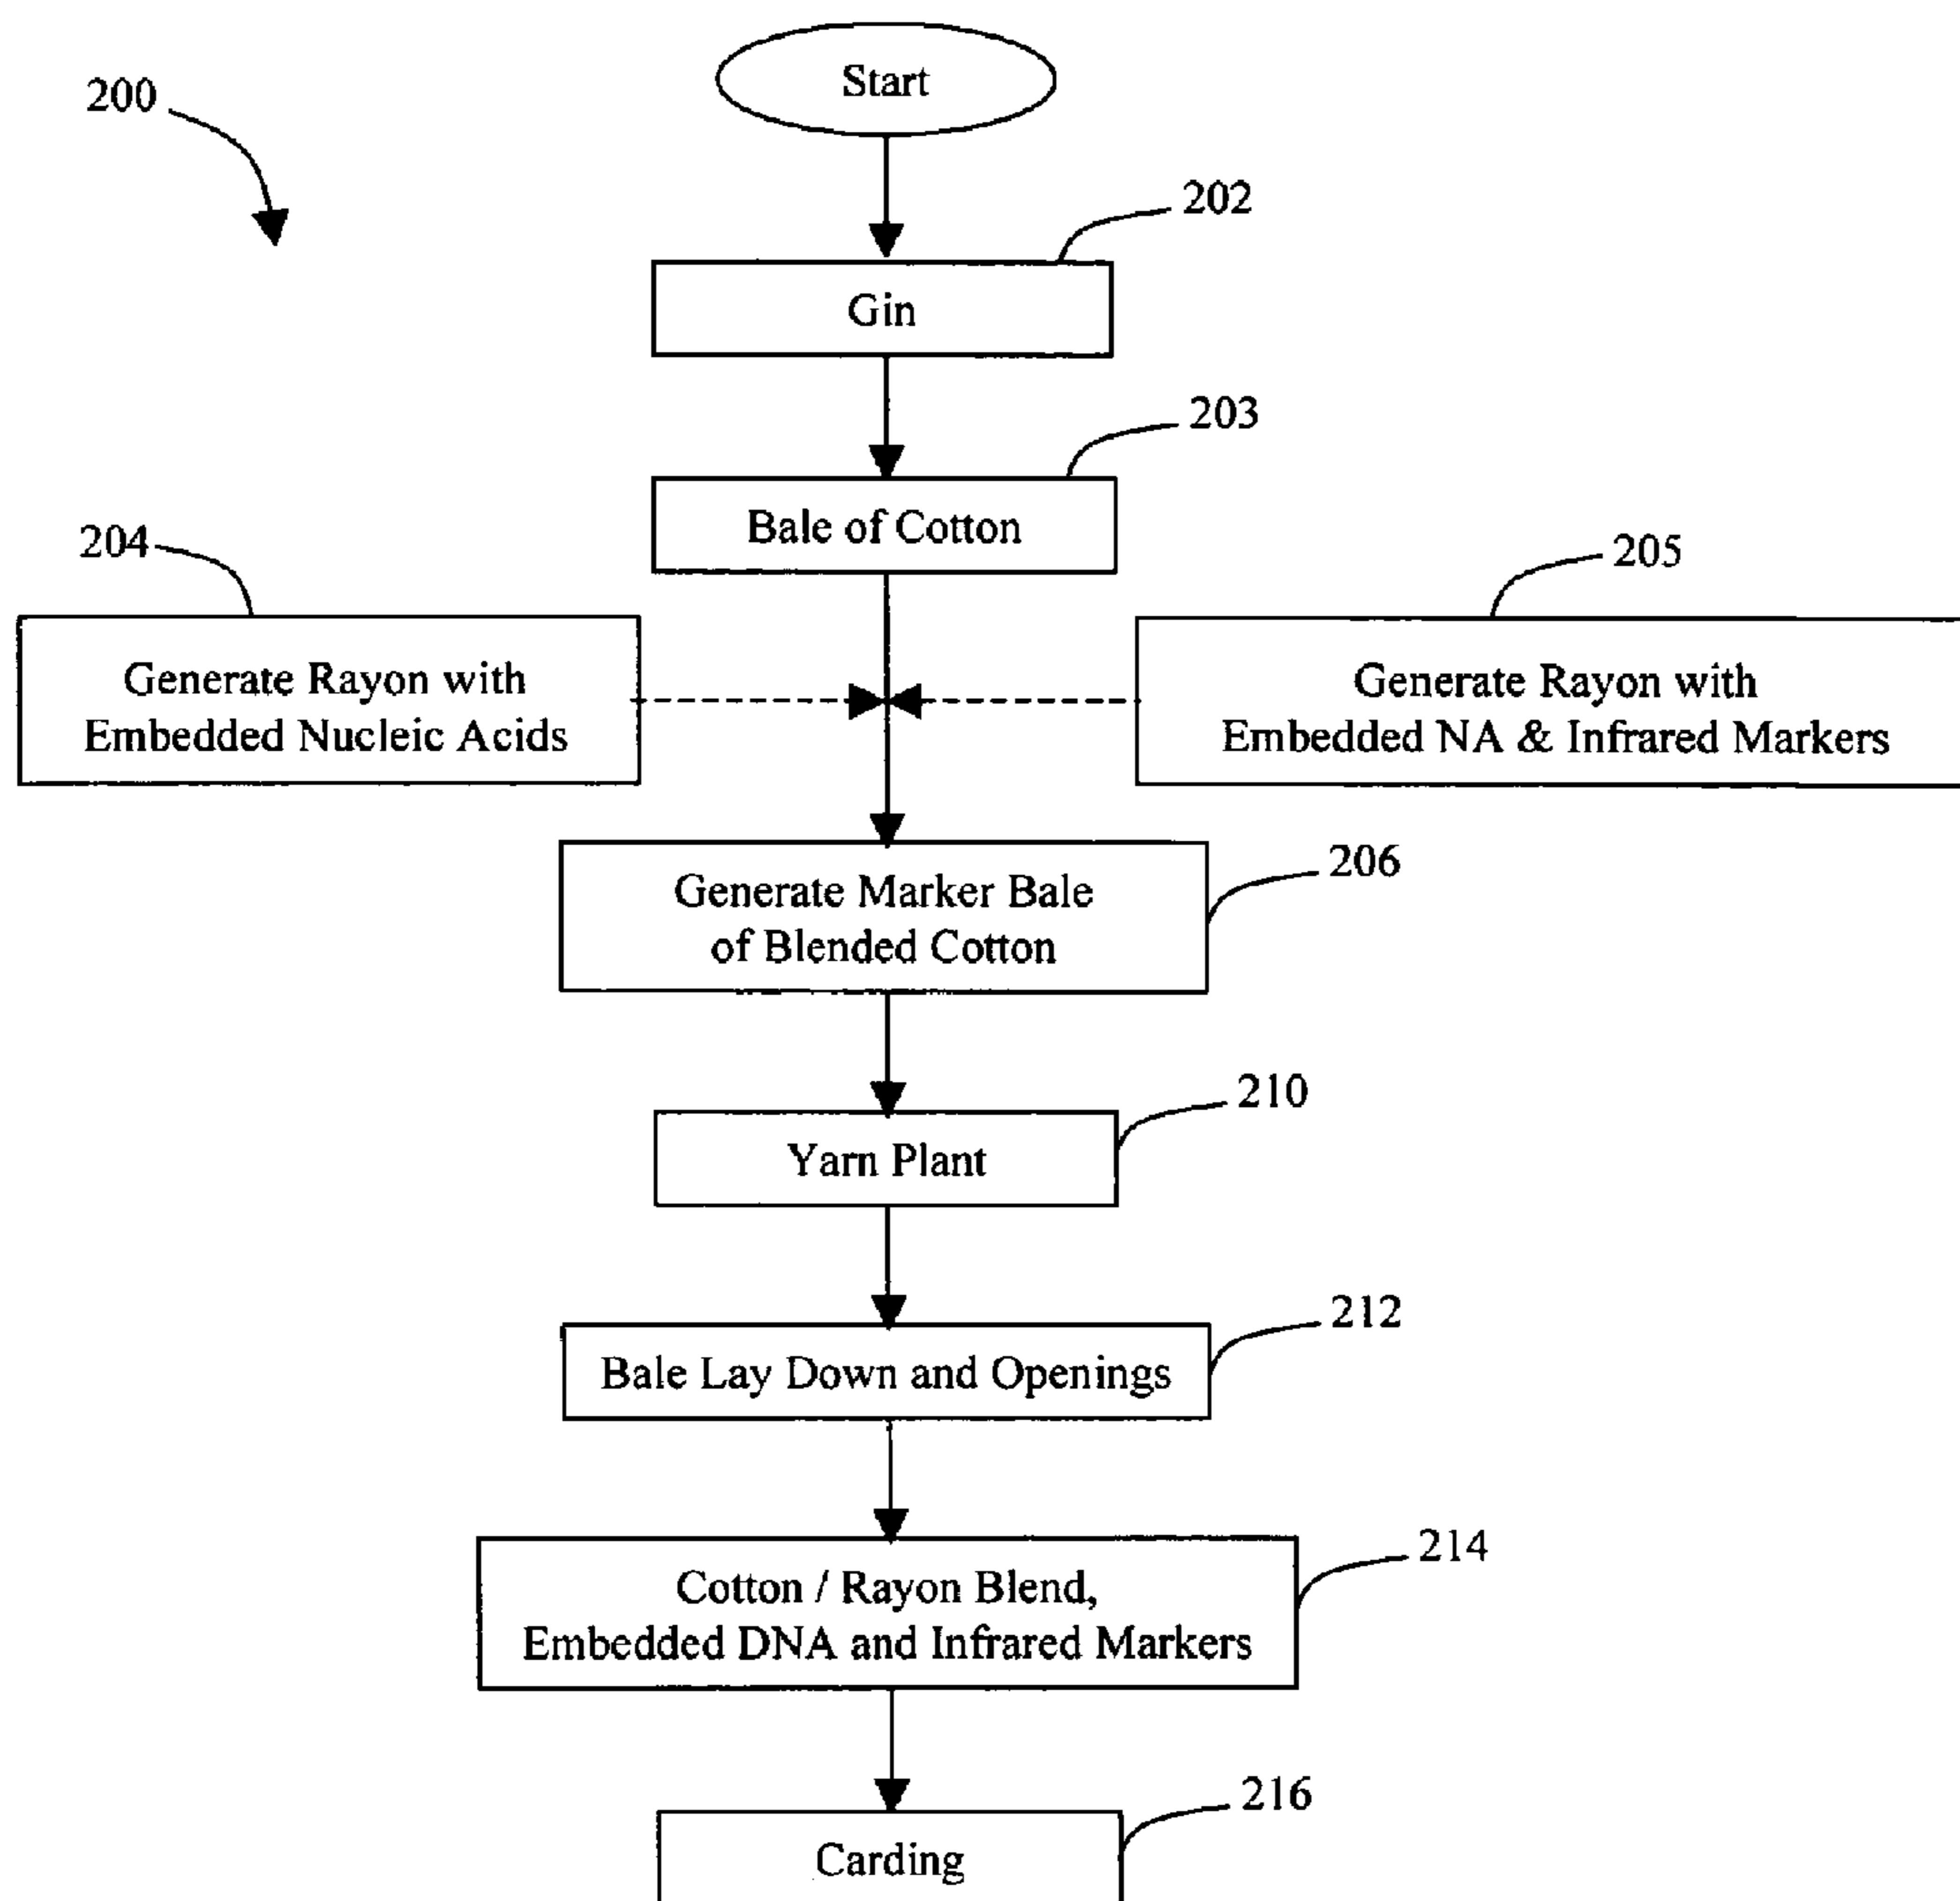 Start
200
202
Gin
203
Bale of Cotton
204
205
Generate Rayon with
Embedded Nucleic Acids
Generate Rayon with
Embedded NA & Infrared Markers
206
Generate Marker Bale
of Blended Cotton
210
Yarn Plant
212
Bale Lay Down and Openings
214
Cotton / Rayon Blend,
Embedded DNA and Infrared Markers
216
Carding